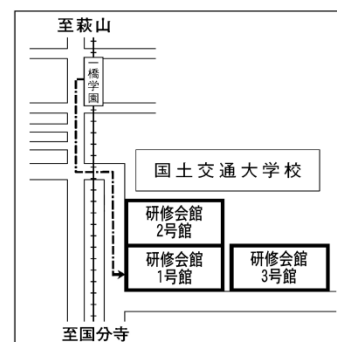 至萩山
一橋学園
国土交通大学校
研修会館
2号館
研修会館
1号館
研修会館
3号館
至国分寺